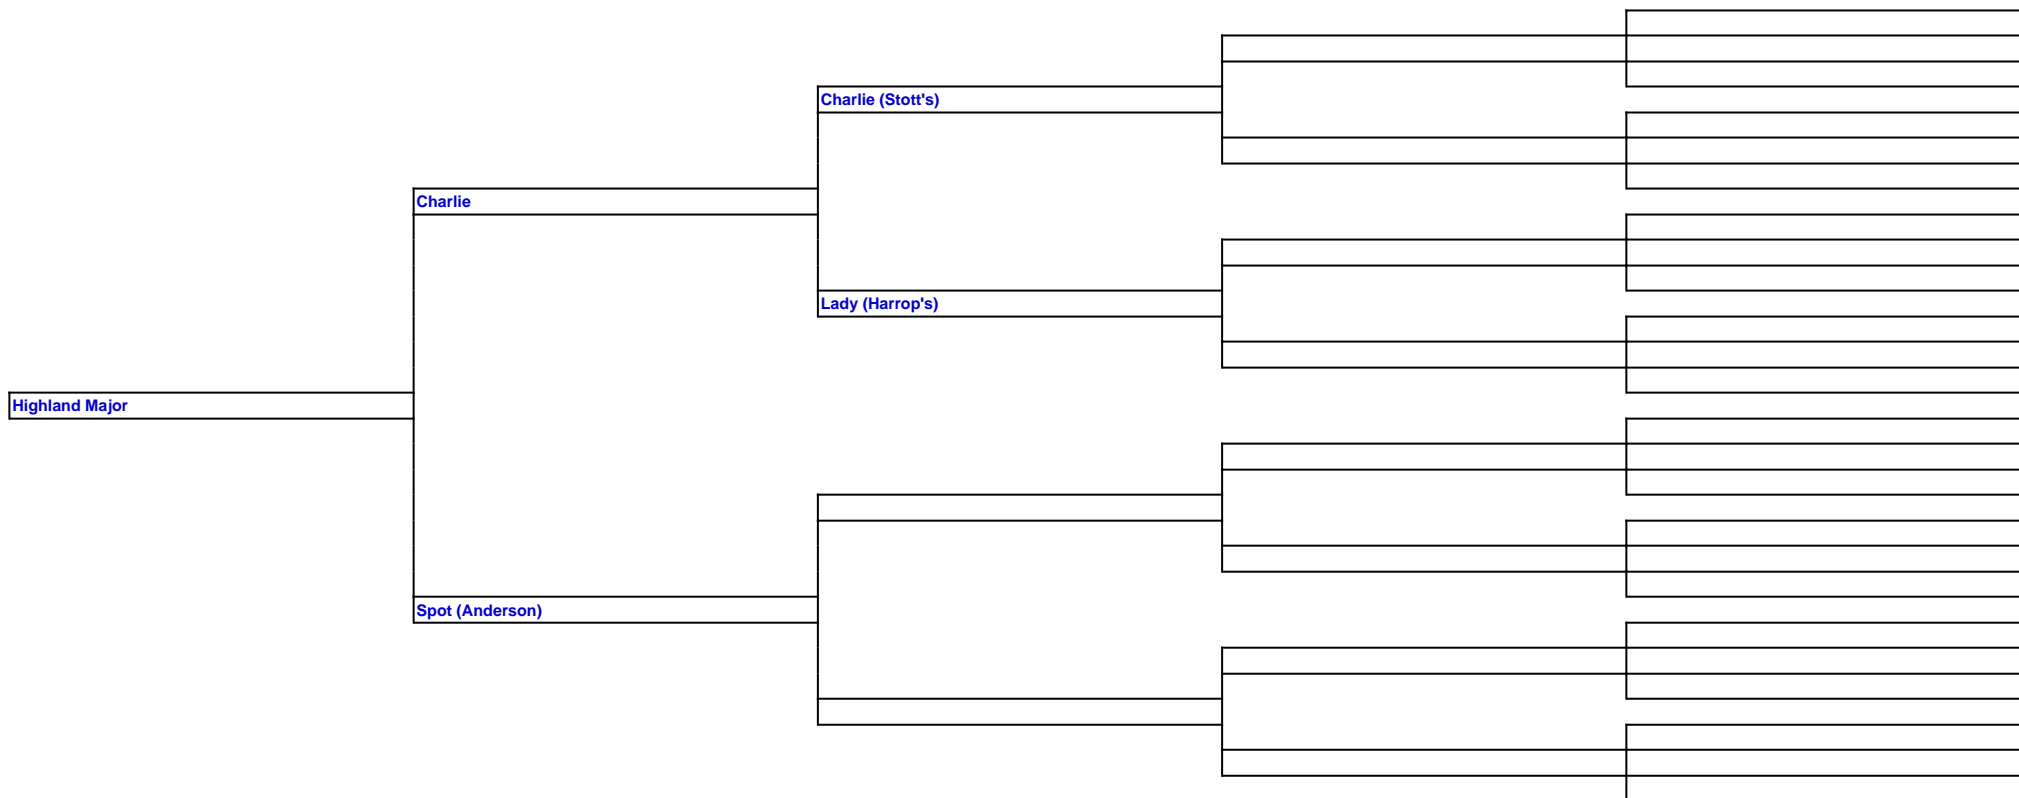 Charlie (Stott's)
Charlie
Lady (Harrop's)
Highland Major
Spot (Anderson)